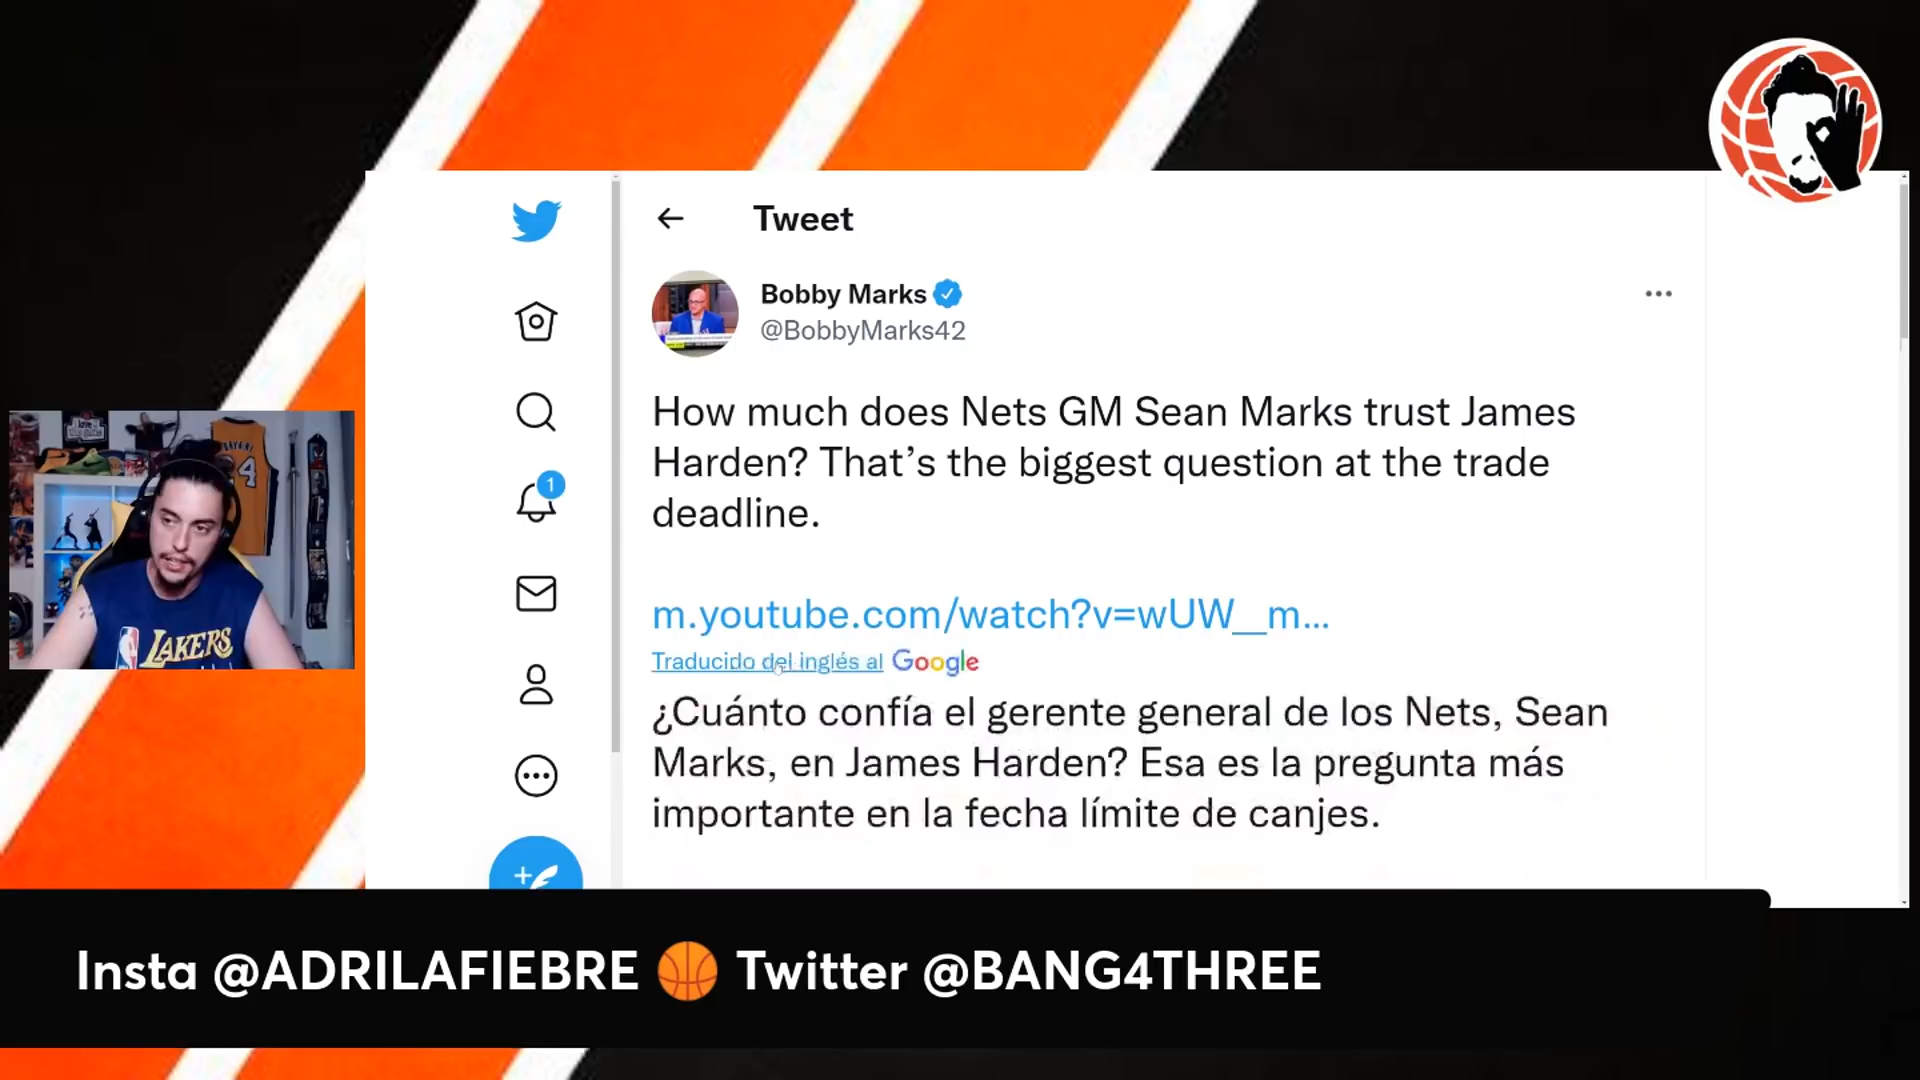 Tweet
Bobby Marks
@BobbyMarks42
How much does Nets GM Sean Marks trust James
Harden? That’s the biggest question at the trade
deadline.
m.youtube.com/watch?v=wUW__m...
Traducido del inglés al Google
¿Cuánto confía el gerente general de los Nets, Sean
Marks, en James Harden? Esa es la pregunta más
importante en la fecha límite de canjes.
1
LAKERS
Insta @ADRILAFIEBRE 🏀 Twitter @BANG4THREE